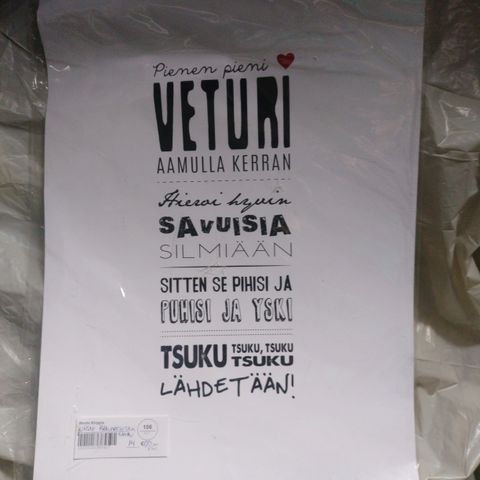 Pienen pieni
VETURI
AAMULLA KERRAN
Hieroi hyvin
SAVUISIA
SILMIÄÄN
SITTEN SE PIHISI JA
PUHISI JA YSKI
TSUKU TSUKU, TSUKU
TSUKU
LÄHDETÄÄN!
156